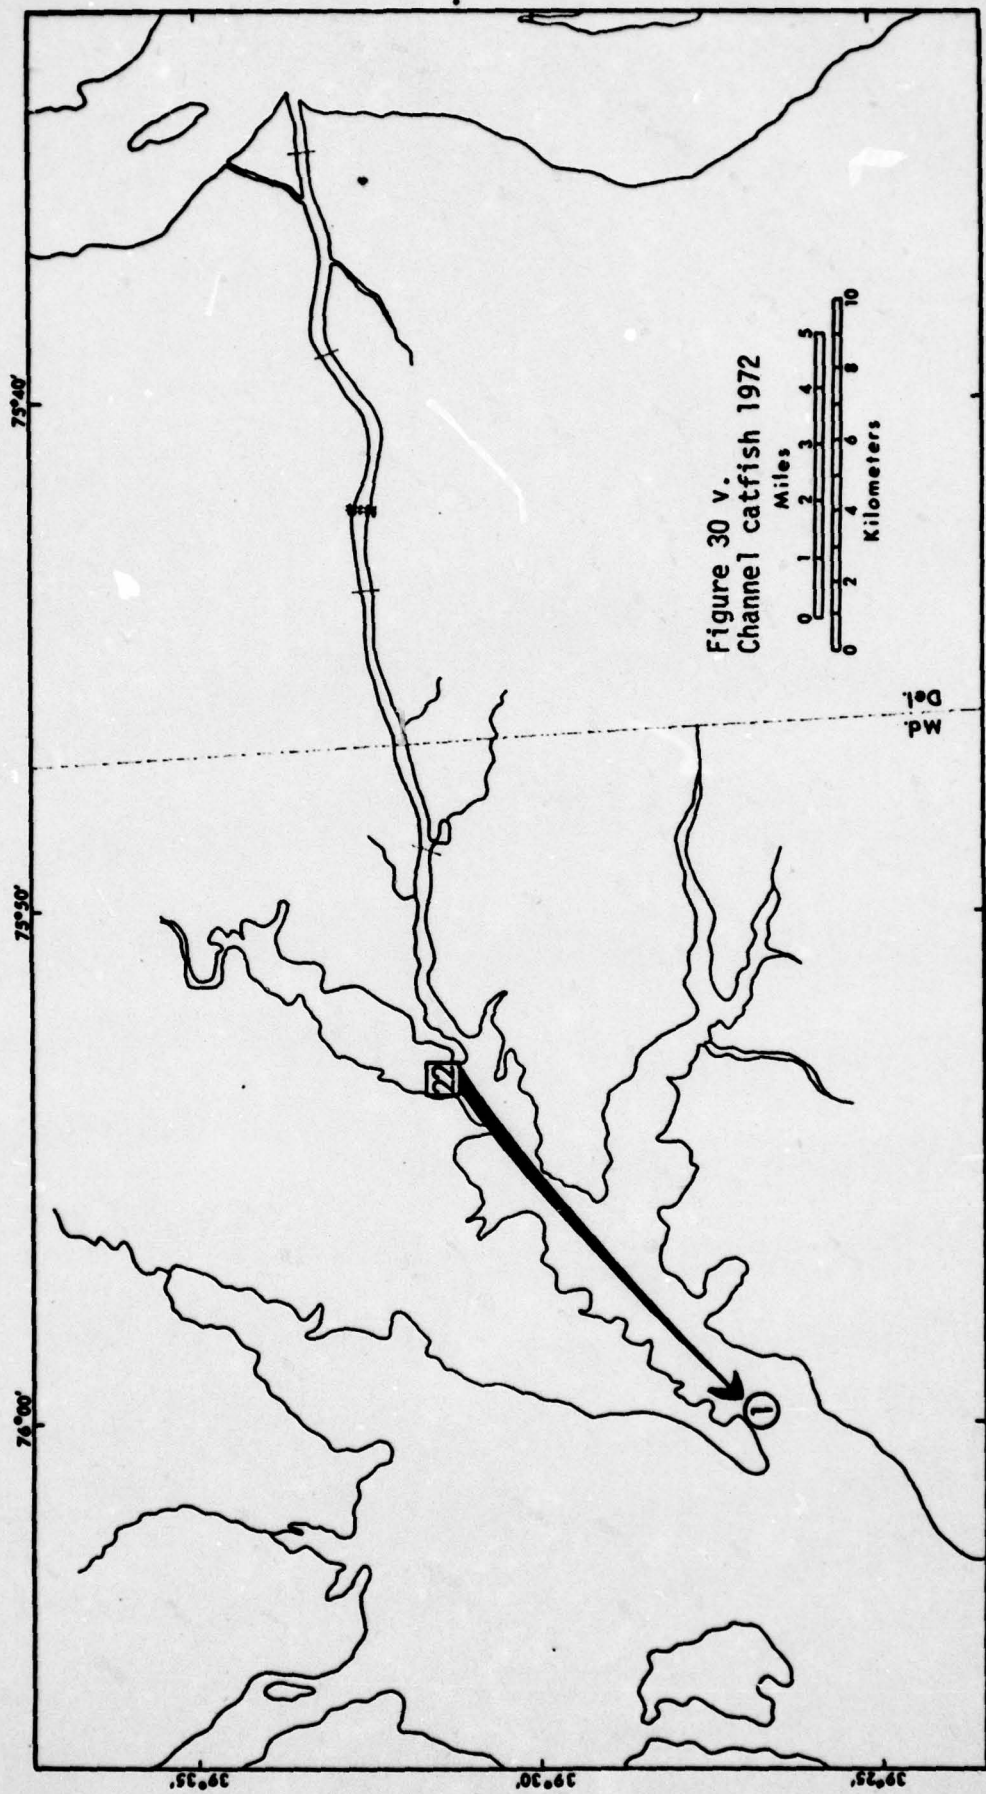 75°40'
75°50'
76°00'
39°35'
39°30'
39°25'
Figure 30 v.
Channel catfish 1972
Miles
0 1 2 3 4 5
0 2 4 6 8 10
Kilometers
Md.
Del.
22
1